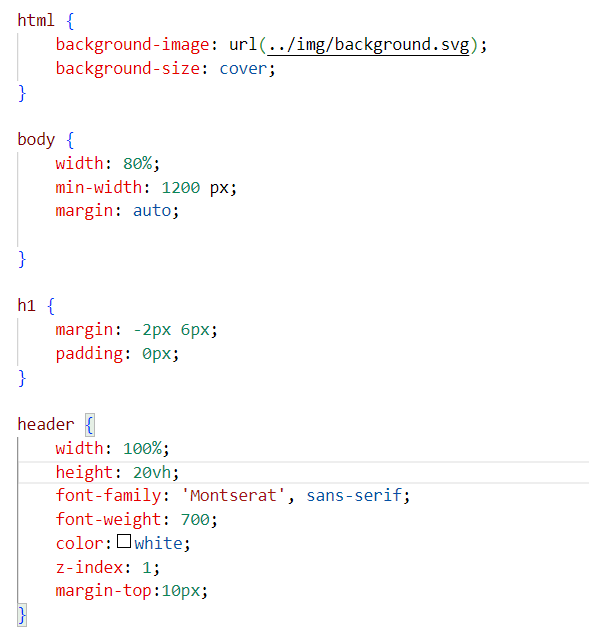 html {
    background-image: url(../img/background.svg);
    background-size: cover;
}

body {
    width: 80%;
    min-width: 1200 px;
    margin: auto;

}

h1 {
    margin: -2px 6px;
    padding: 0px;
}

header {
    width: 100%;
    height: 20vh;
    font-family: 'Montserrat', sans-serif;
    font-weight: 700;
    color: white;
    z-index: 1;
    margin-top:10px;
}